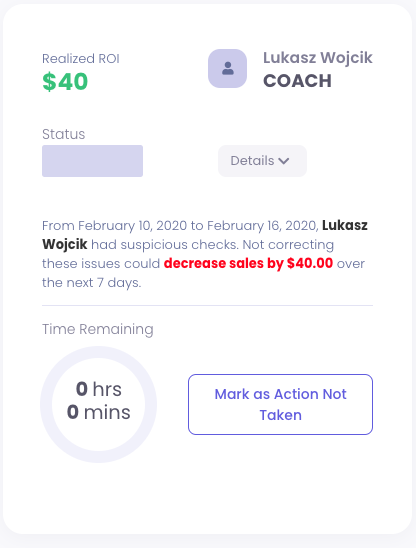 Realized ROI
$40
Lukasz Wojcik
COACH
Status
Details
From February 10, 2020 to February 16, 2020, Lukasz
Wojcik had suspicious checks. Not correcting
these issues could decrease sales by $40.00 over
the next 7 days.
Time Remaining
0 hrs
0 mins
Mark as Action Not
Taken